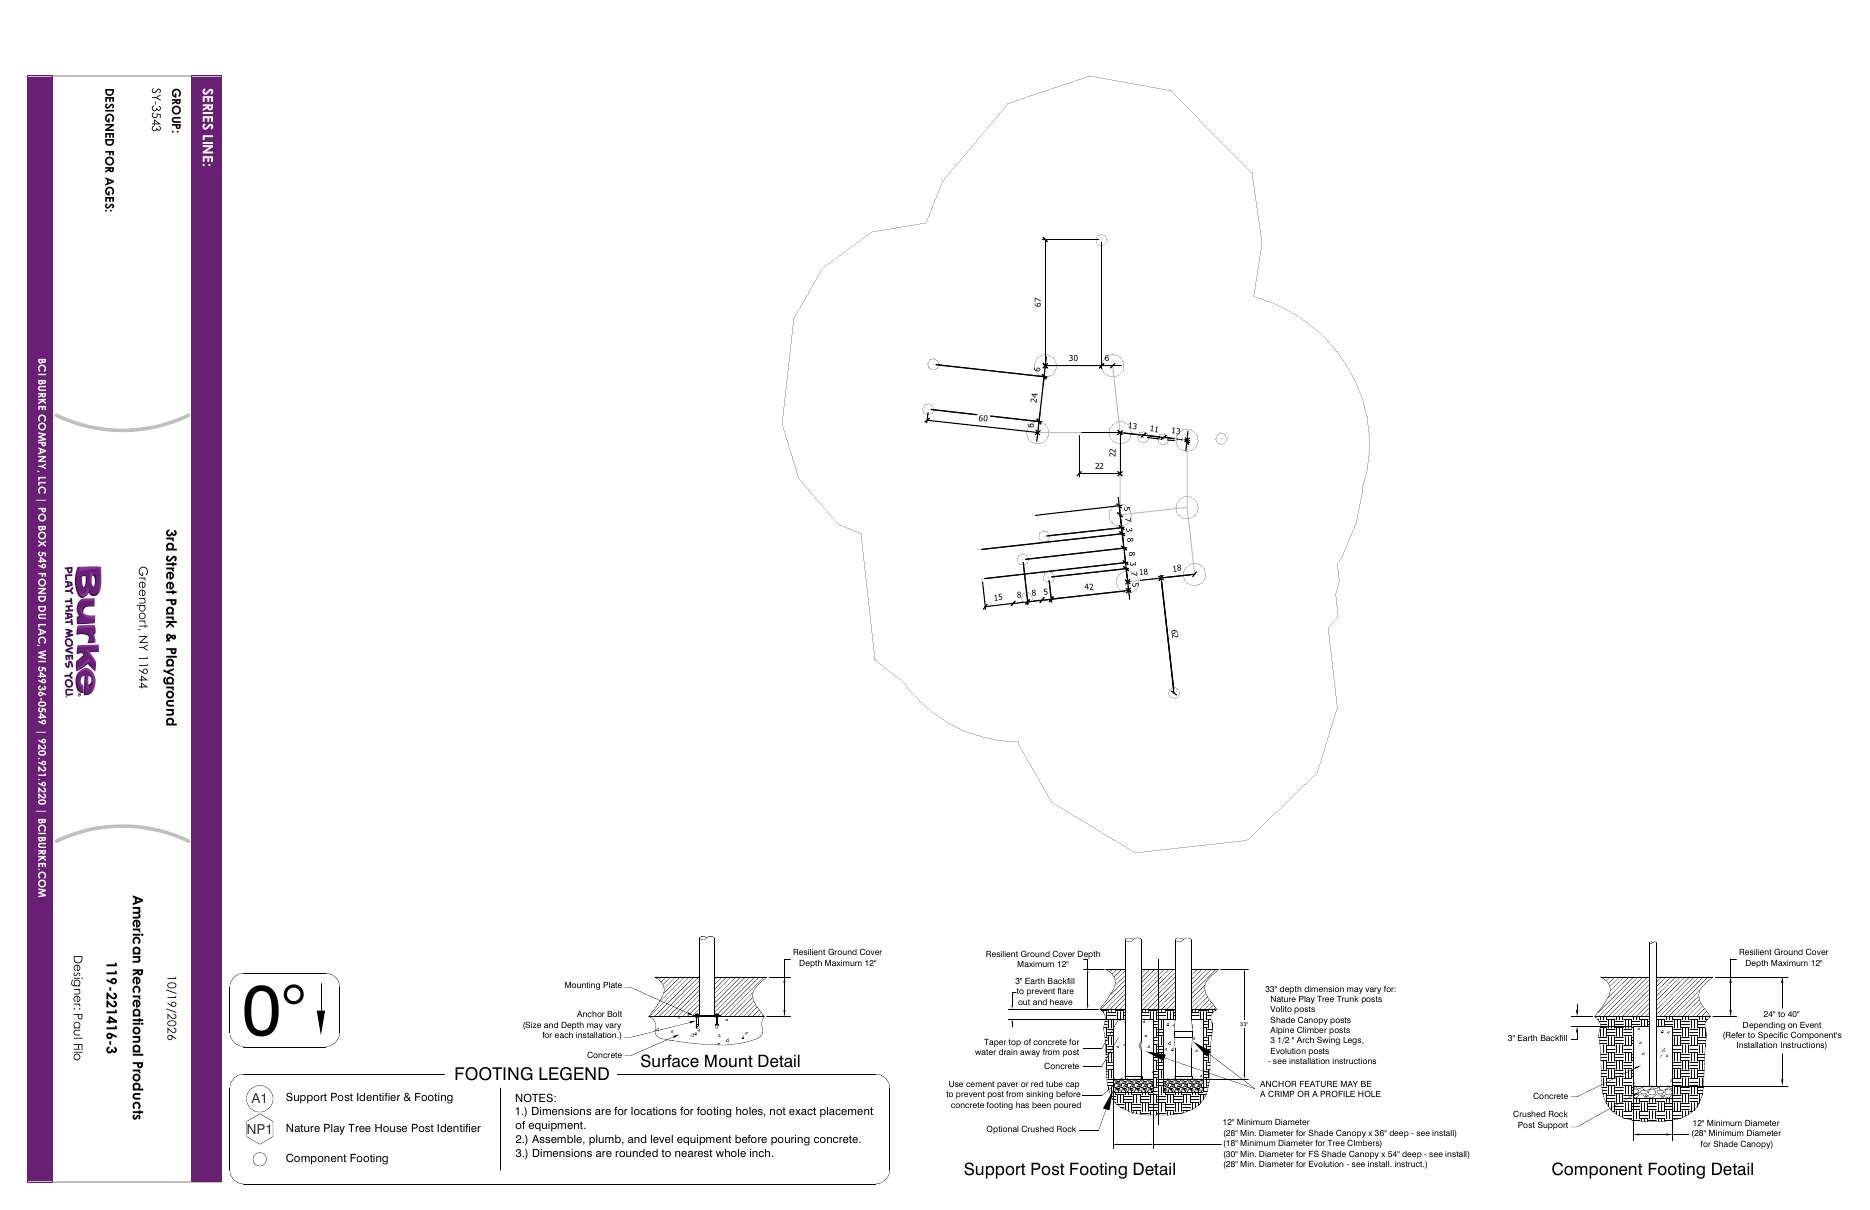 SERIES LINE:
GROUP:
SY-3543
DESIGNED FOR AGES:
3rd Street Park & Playground
Greenport, NY 11944
Burke
PLAY THAT MOVES YOU.
BCI BURKE COMPANY, LLC | PO BOX 549 FOND DU LAC, WI 54936-0549 | 920.921.9220 | BCIBURKE.COM
10/19/2026
American Recreational Products
119-221416-3
Designer: Paul Flo
67
30
6
6
24
60
6
13
11
13
22
22
5
7
3
8
8
3
7
5
18
18
42
15
8
8
5
62
0°
Resilient Ground Cover
Depth Maximum 12"
Mounting Plate
Anchor Bolt
(Size and Depth may vary
for each installation.)
Concrete
Surface Mount Detail
FOOTING LEGEND
A1
Support Post Identifier & Footing
NP1
Nature Play Tree House Post Identifier
Component Footing
NOTES:
1.) Dimensions are for locations for footing holes, not exact placement
of equipment.
2.) Assemble, plumb, and level equipment before pouring concrete.
3.) Dimensions are rounded to nearest whole inch.
Resilient Ground Cover Depth
Maximum 12"
3" Earth Backfill
to prevent flare
out and heave
Taper top of concrete for
water drain away from post
Concrete
Use cement paver or red tube cap
to prevent post from sinking before
concrete footing has been poured
Optional Crushed Rock
33"
33" depth dimension may vary for:
Nature Play Tree Trunk posts
Volito posts
Shade Canopy posts
Alpine Climber posts
3 1/2 " Arch Swing Legs.
Evolution posts
- see installation instructions
ANCHOR FEATURE MAY BE
A CRIMP OR A PROFILE HOLE
12" Minimum Diameter
(28" Min. Diameter for Shade Canopy x 36" deep - see install)
(18" Minimum Diameter for Tree Clmbers)
(30" Min. Diameter for FS Shade Canopy x 54" deep - see install)
(28" Min. Diameter for Evolution - see install. instruct.)
Support Post Footing Detail
Resilient Ground Cover
Depth Maximum 12"
24" to 40"
Depending on Event
(Refer to Specific Component's
Installation Instructions)
3" Earth Backfill
Concrete
Crushed Rock
Post Support
12" Minimum Diameter
(28" Minimum Diameter
for Shade Canopy)
Component Footing Detail